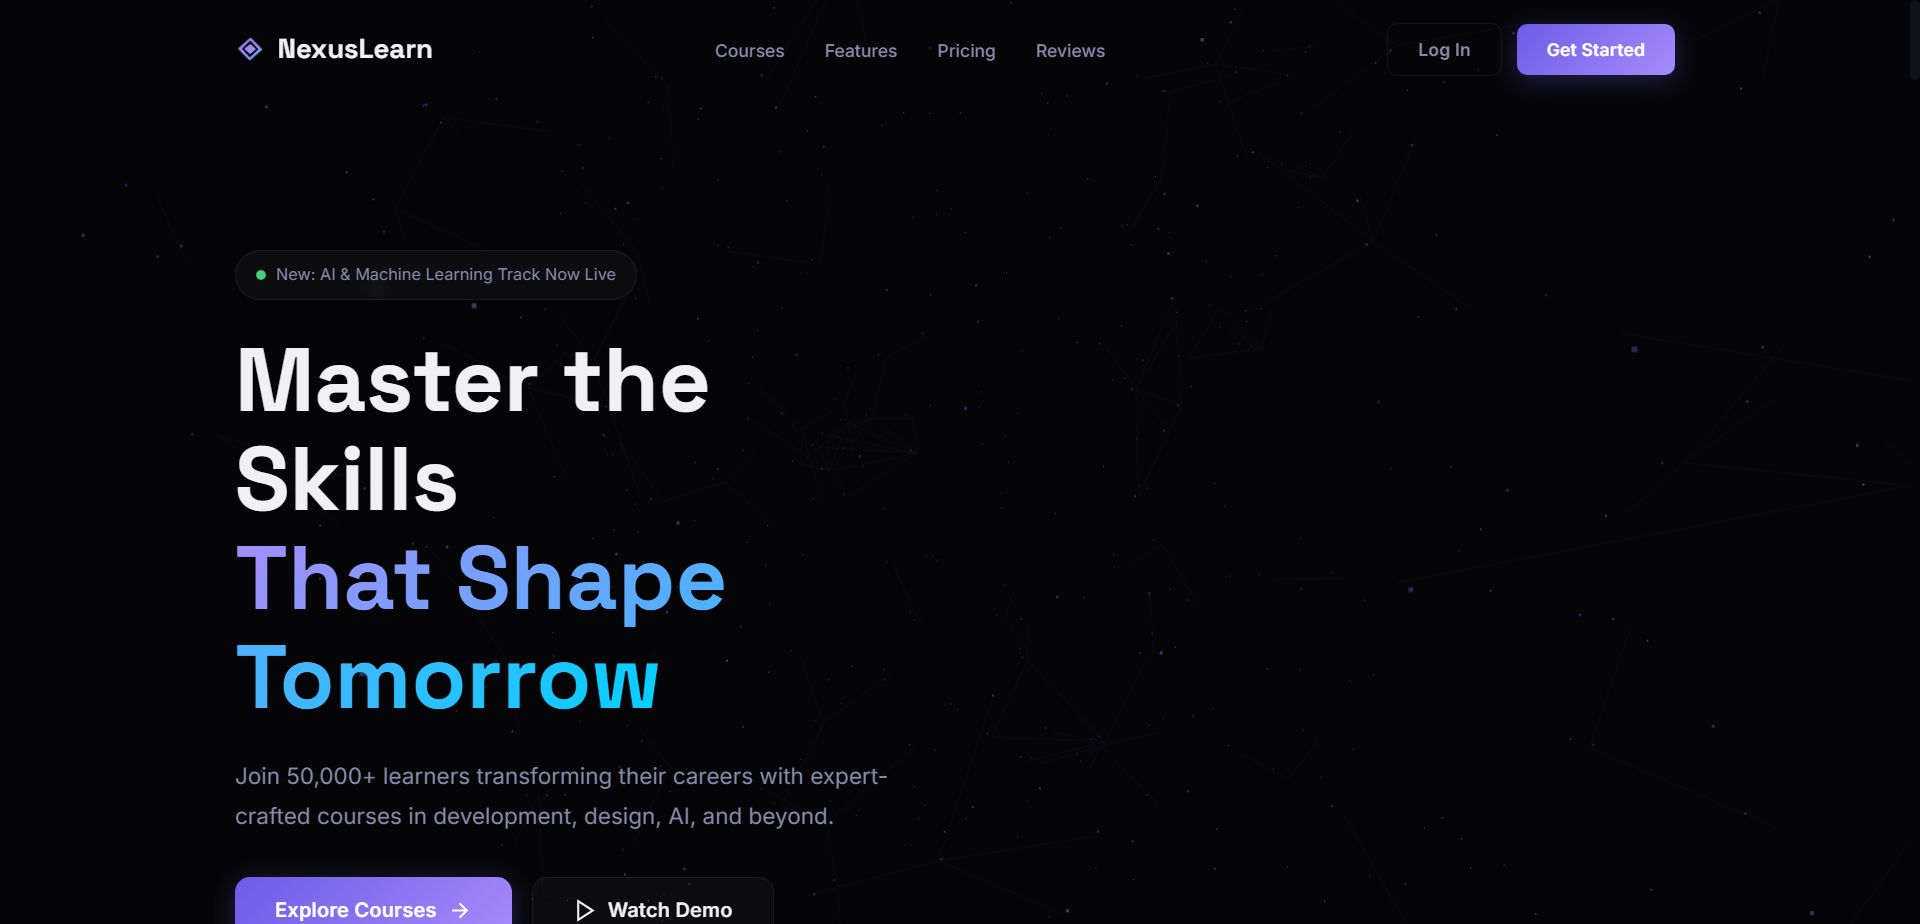 NexusLearn
Courses Features Pricing Reviews
Log In
Get Started
New: AI & Machine Learning Track Now Live
Master the
Skills
That Shape
Tomorrow
Join 50,000+ learners transforming their careers with expert-
crafted courses in development, design, AI, and beyond.
Explore Courses
Watch Demo